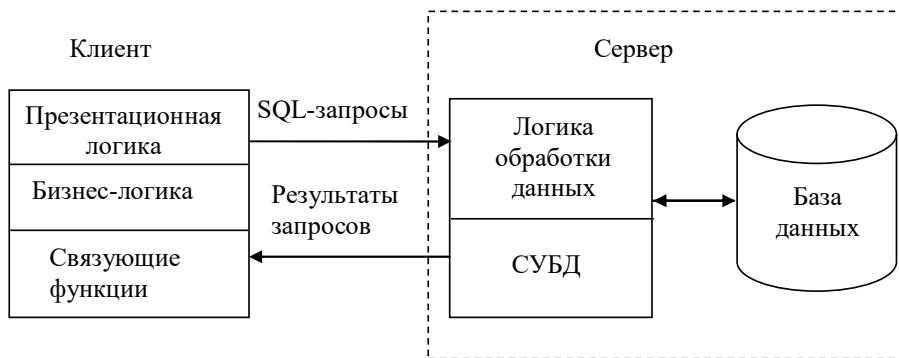 Клиент
Сервер
Презентационная
логика
Бизнес-логика
Связующие
функции
SQL-запросы
Результаты
запросов
Логика
обработки
данных
СУБД
База
данных